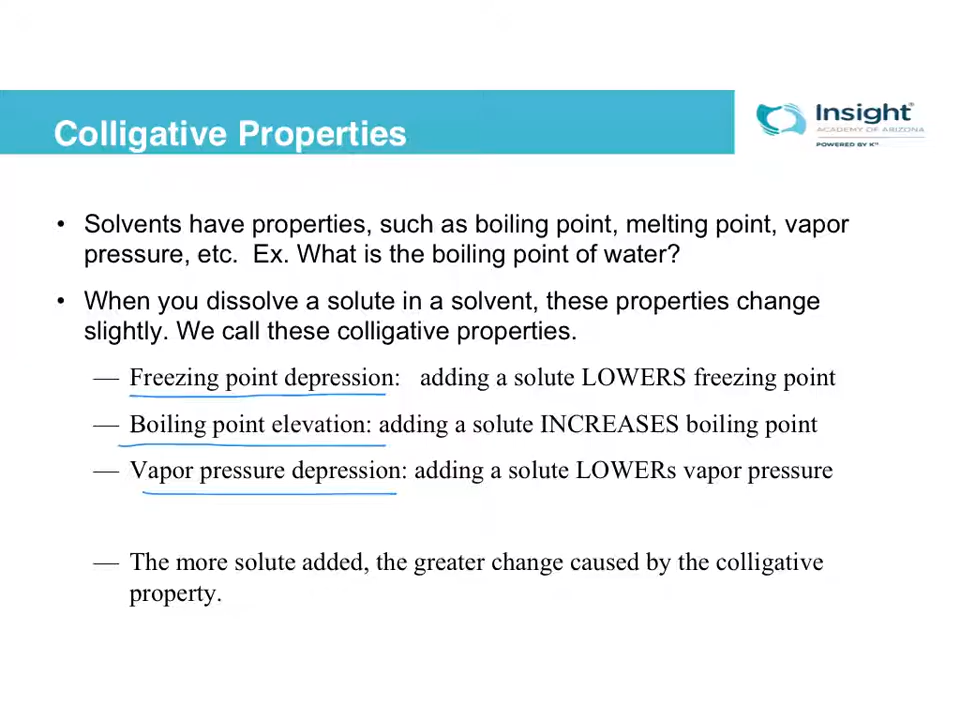 Colligative Properties
Insight®
ACADEMY OF ARIZONA
POWERED BY K¹²
• Solvents have properties, such as boiling point, melting point, vapor
pressure, etc.  Ex. What is the boiling point of water?
• When you dissolve a solute in a solvent, these properties change
slightly. We call these colligative properties.
— Freezing point depression:   adding a solute LOWERS freezing point
— Boiling point elevation: adding a solute INCREASES boiling point
— Vapor pressure depression: adding a solute LOWERs vapor pressure
— The more solute added, the greater change caused by the colligative
property.